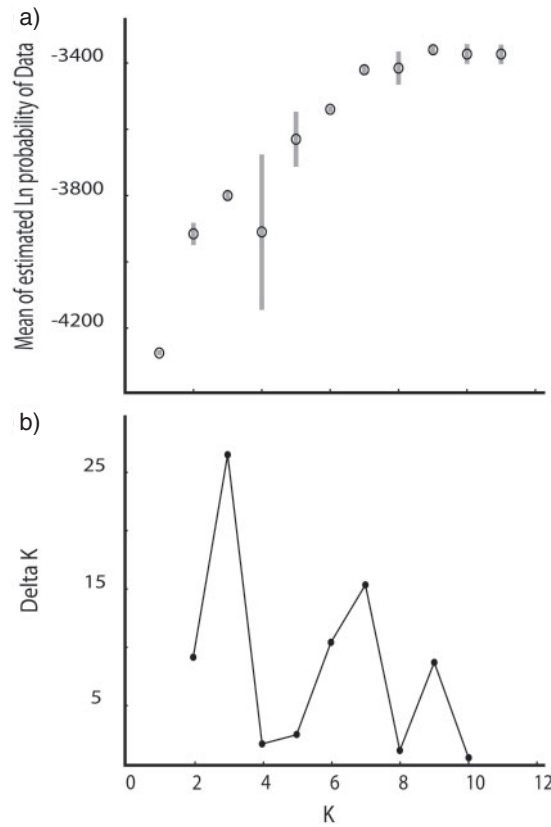 a)
Mean of estimated Ln probability of Data
-3400
-3800
-4200
b)
Delta K
25
15
5
0 2 4 6 8 10 12
K